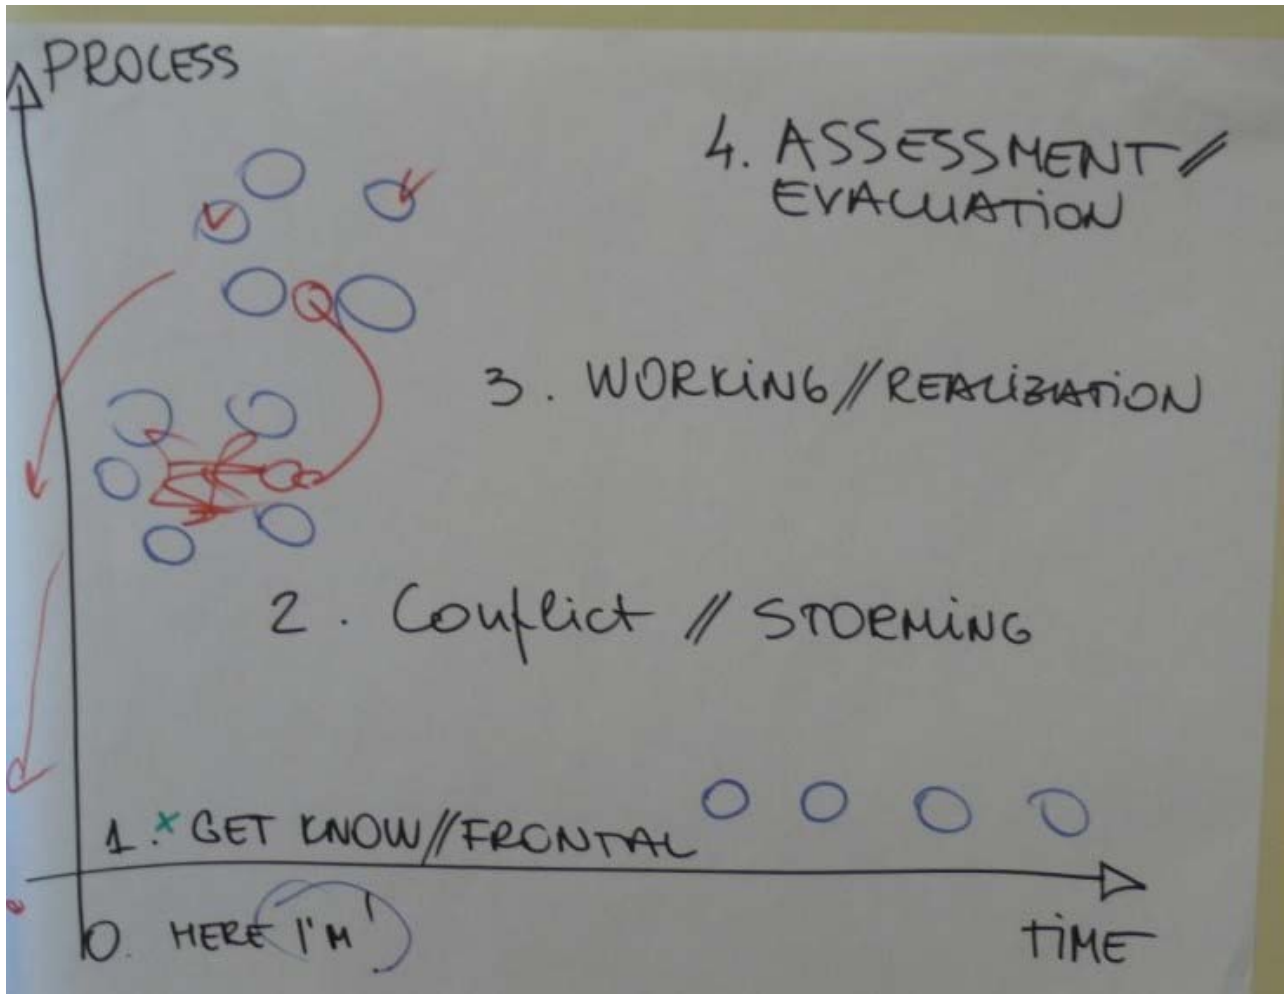 PROCESS
4. ASSESSMENT //
EVALUATION
3. WORKING // REALIZATION
2. Conflict // STORMING
1. x GET KNOW // FRONTAL
0. HERE I'M'
TIME